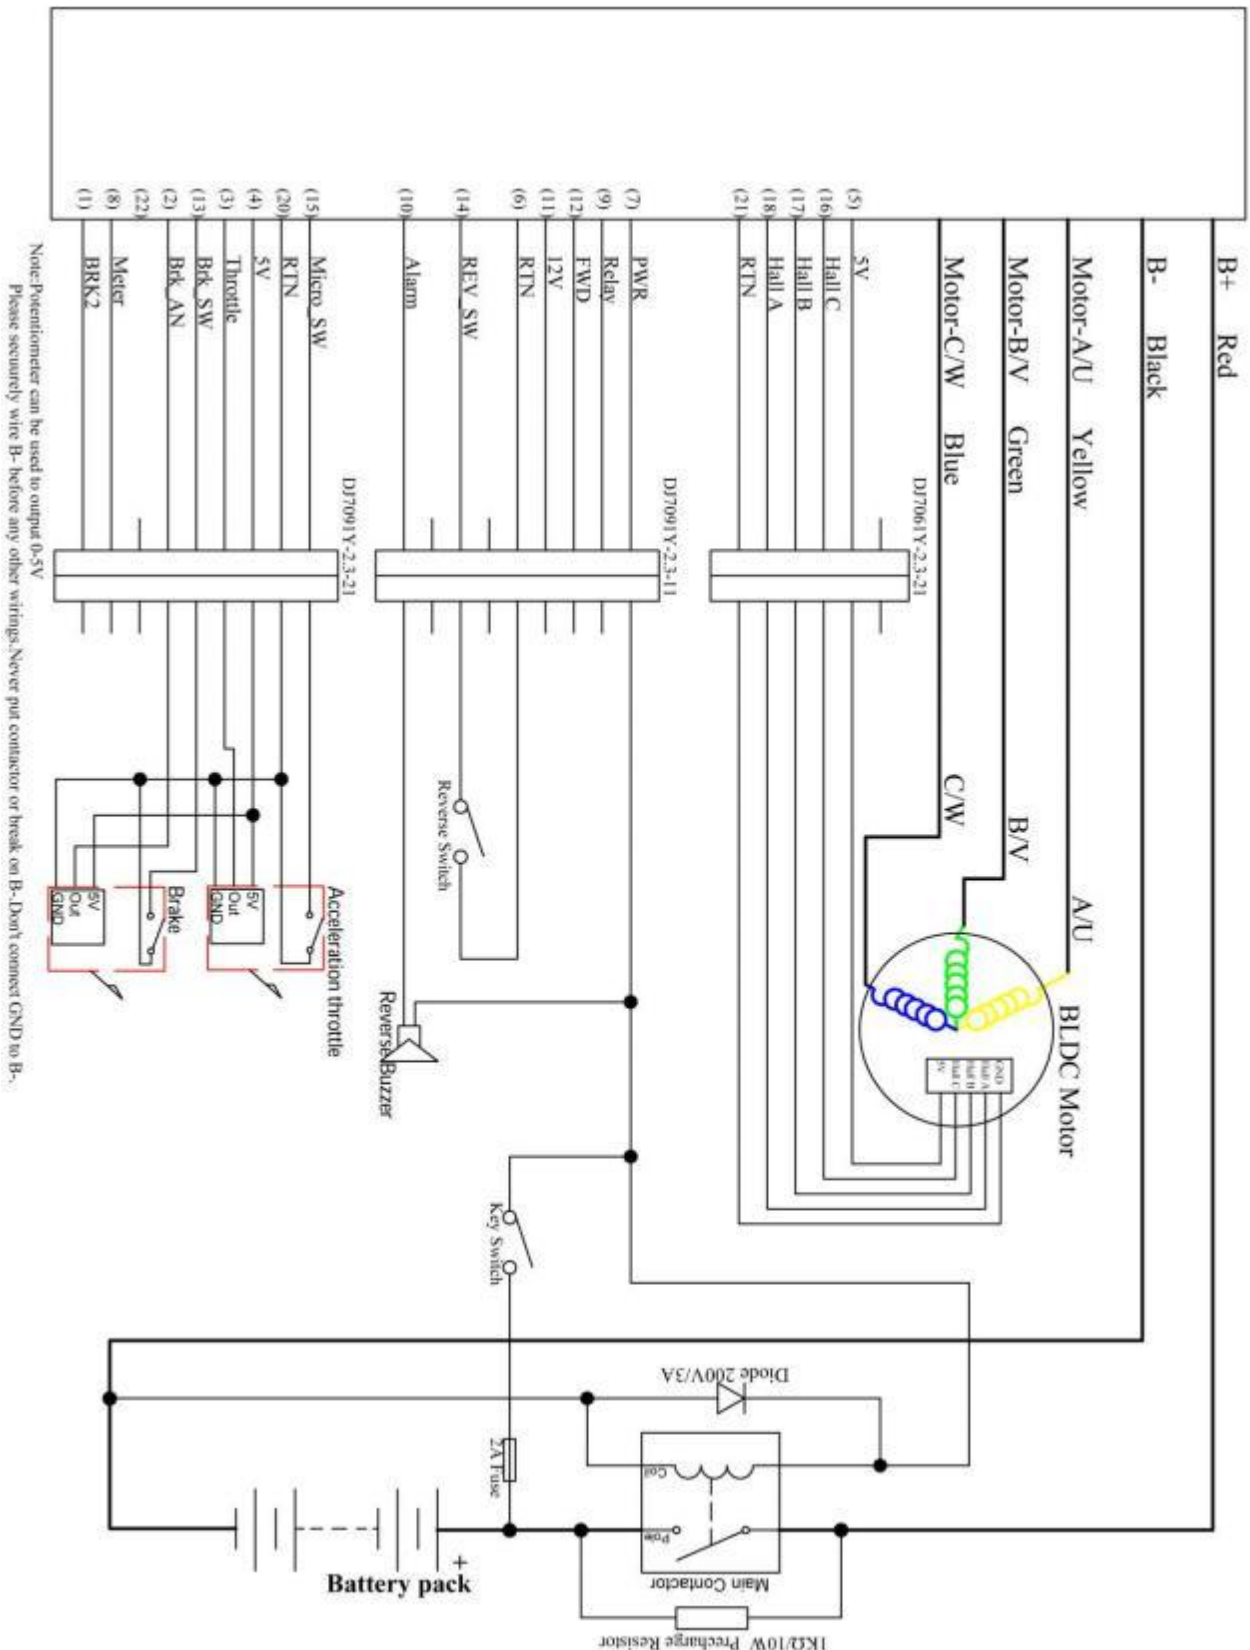 B+ Red
B- Black
Motor-A/U Yellow
Motor-B/V Green
Motor-C/W Blue
A/U
B/V
C/W
BLDC Motor
GND
Hall A
Hall B
Hall C
5V
DJ7061Y-2.3-21
(5) 5V
(16) Hall C
(17) Hall B
(18) Hall A
(21) RTN
DJ7091Y-2.3-11
(7) PWR
(9) Relay
(12) FWD
(11) 12V
(6) RTN
(14) REV_SW
(10) Alarm
Reverse Switch
Reverse Buzzer
Key Switch
2A Fuse
DJ7091Y-2.3-21
(15) Micro_SW
(20) RTN
(4) 5V
(3) Throttle
(13) Brk_SW
(2) Brk_AN
(22)
(8) Meter
(1) BRK2
Acceleration throttle
5V
Out
GND
Brake
5V
Out
GND
Diode 200V/3A
Coil
Pole
Main Contactor
1KΩ/10W Precharge Resistor
+
Battery pack
Note:Potentiometer can be used to output 0-5V
Please secuurely wire B- before any other wirings.Never put contactor or break on B-.Don't connect GND to B-.